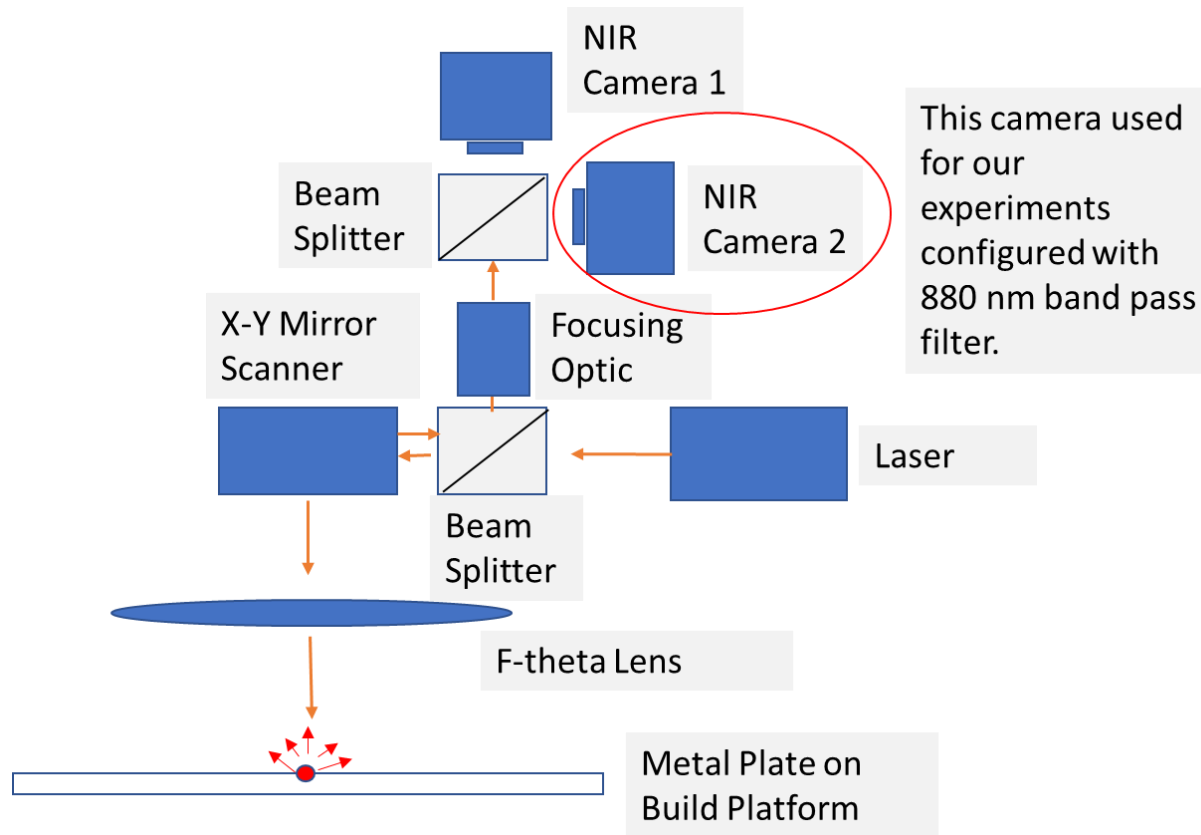 NIR
Camera 1
This camera used
for our
experiments
configured with
880 nm band pass
filter.
Beam
Splitter
NIR
Camera 2
X-Y Mirror
Scanner
Focusing
Optic
Laser
Beam
Splitter
F-theta Lens
Metal Plate on
Build Platform